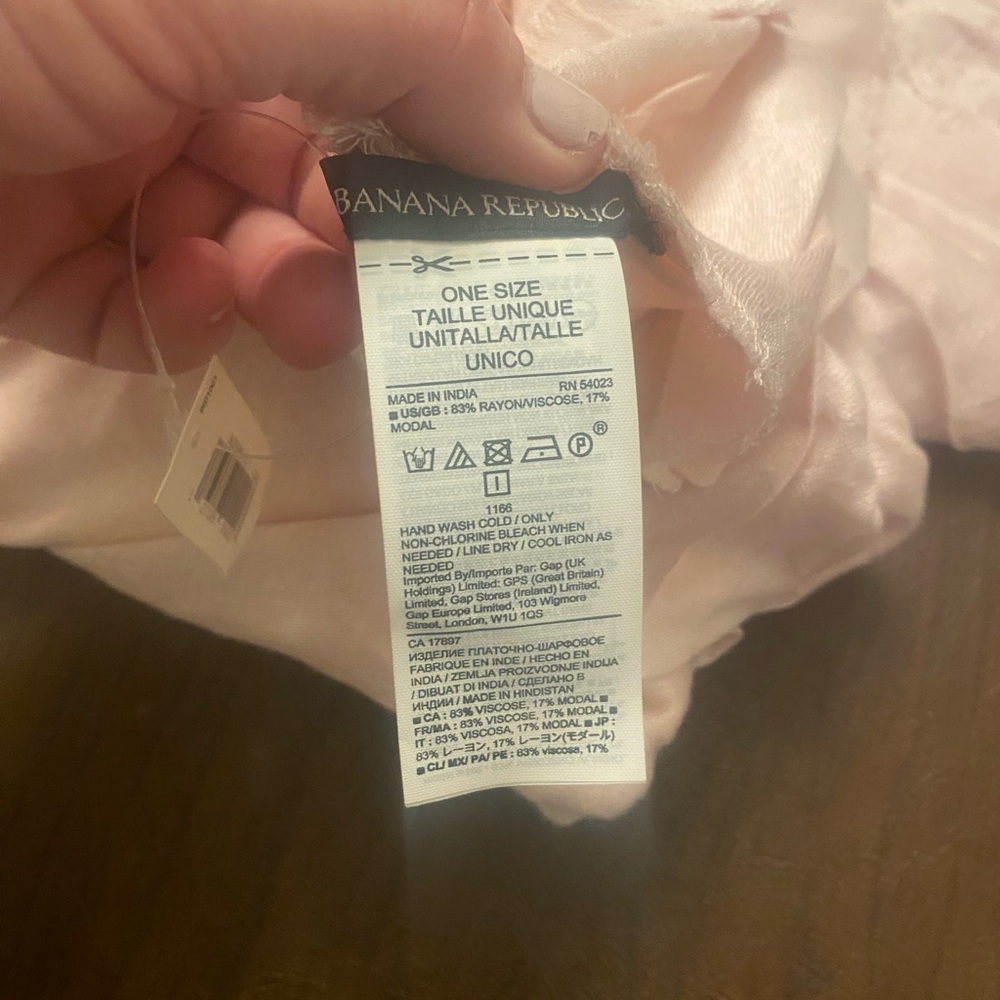 BANANA REPUBLIC
ONE SIZE
TAILLE UNIQUE
UNITALLA/TALLE
UNICO
MADE IN INDIA RN 54023
■ US/GB : 83% RAYON/VISCOSE, 17%
MODAL
P ®
1166
HAND WASH COLD / ONLY
NON-CHLORINE BLEACH WHEN
NEEDED / LINE DRY / COOL IRON AS
NEEDED
Imported By/Importe Par: Gap (UK
Holdings) Limited: GPS (Great Britain)
Limited, Gap Stores (Ireland) Limited,
Gap Europe Limited, 103 Wigmore
Street, London, W1U 1QS
CA 17897
ИЗДЕЛИЕ ПЛАТОЧНО-ШАРФОВОЕ
FABRIQUE EN INDE / HECHO EN
INDIA / ZEMLJA PROIZVODNJE INDIJA
/ DIBUAT DI INDIA / СДЕЛАНО В
ИНДИИ / MADE IN HINDISTAN
■ CA : 83% VISCOSE, 17% MODAL ■
FR/MA : 83% VISCOSE, 17% MODAL ■
IT : 83% VISCOSA, 17% MODAL ■ JP :
83% レーヨン, 17% レーヨン(モダール)
■ CL/ MX/ PA/ PE : 83% viscosa, 17%